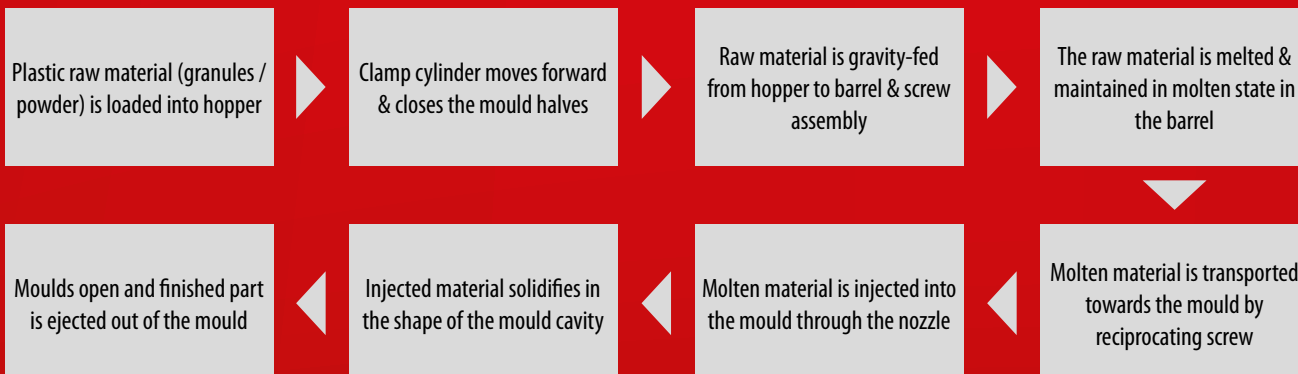 Plastic raw material (granules /
powder) is loaded into hopper
Clamp cylinder moves forward
& closes the mould halves
Raw material is gravity-fed
from hopper to barrel & screw
assembly
The raw material is melted &
maintained in molten state in
the barrel
Molten material is transported
towards the mould by
reciprocating screw
Molten material is injected into
the mould through the nozzle
Injected material solidifies in
the shape of the mould cavity
Moulds open and finished part
is ejected out of the mould